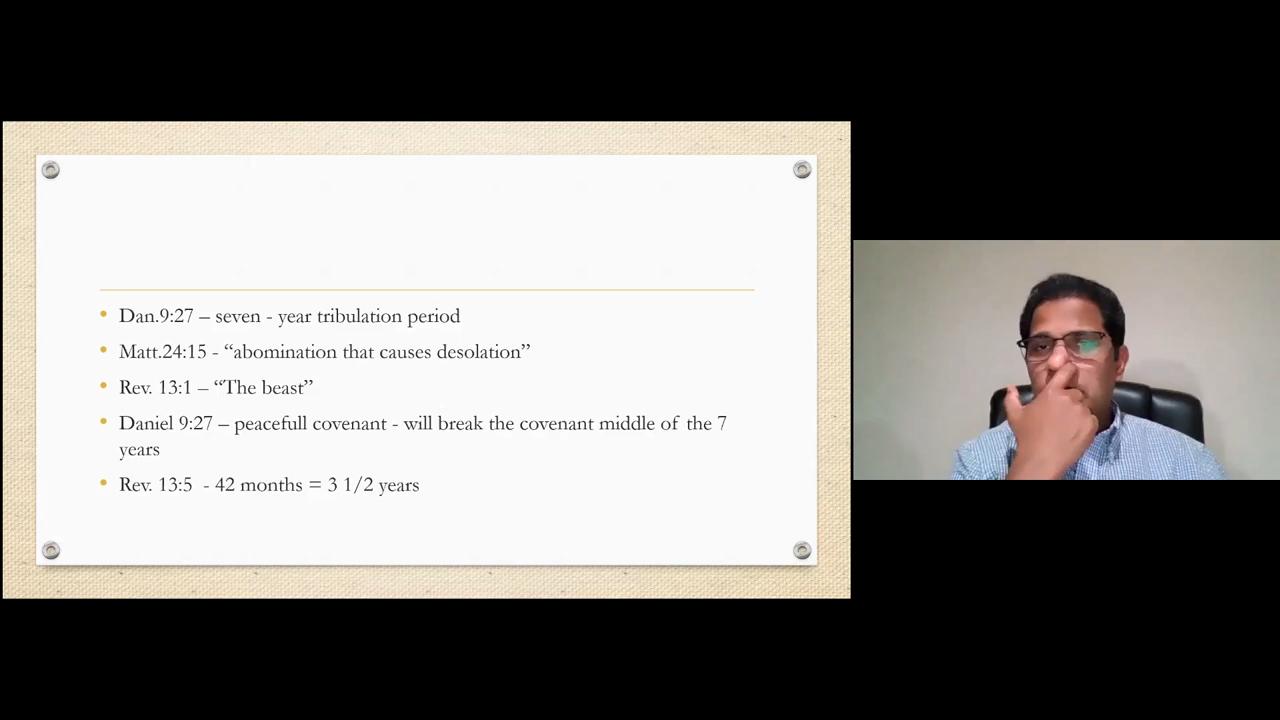 Dan.9:27 – seven - year tribulation period
Matt.24:15 - “abomination that causes desolation”
Rev. 13:1 – “The beast”
Daniel 9:27 – peacefull covenant - will break the covenant middle of the 7
years
Rev. 13:5 - 42 months = 3 1/2 years